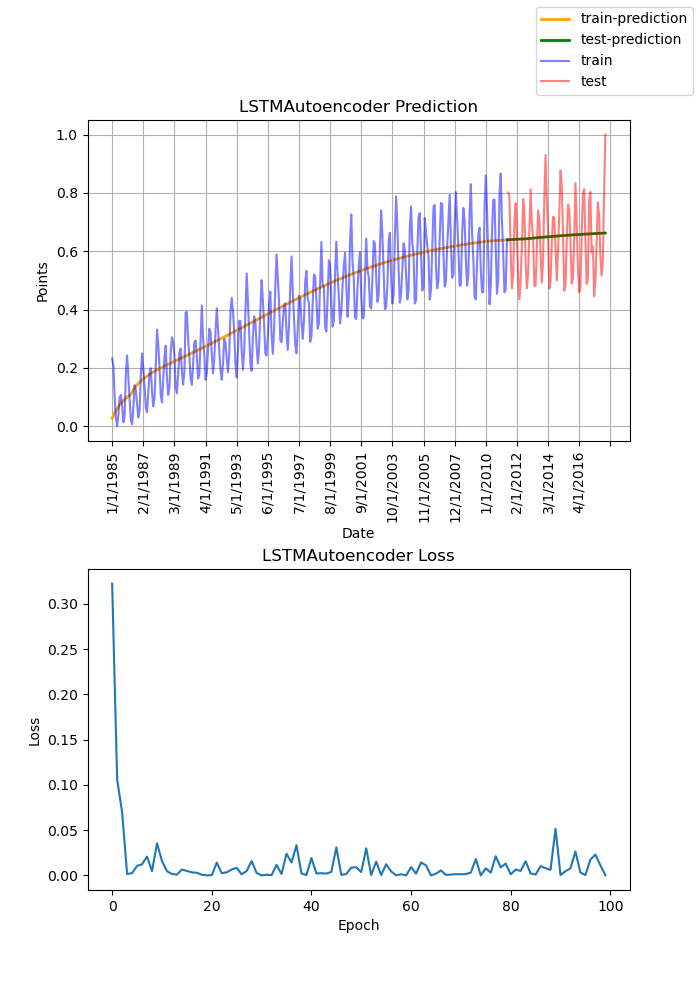 train-prediction
test-prediction
train
test
LSTMAutoencoder Prediction
1.0
0.8
0.6
0.4
0.2
0.0
Points
1/1/1985
2/1/1987
3/1/1989
4/1/1991
5/1/1993
6/1/1995
7/1/1997
8/1/1999
9/1/2001
10/1/2003
11/1/2005
12/1/2007
1/1/2010
2/1/2012
3/1/2014
4/1/2016
Date
LSTMAutoencoder Loss
0.30
0.25
0.20
0.15
0.10
0.05
0.00
Loss
0 20 40 60 80 100
Epoch